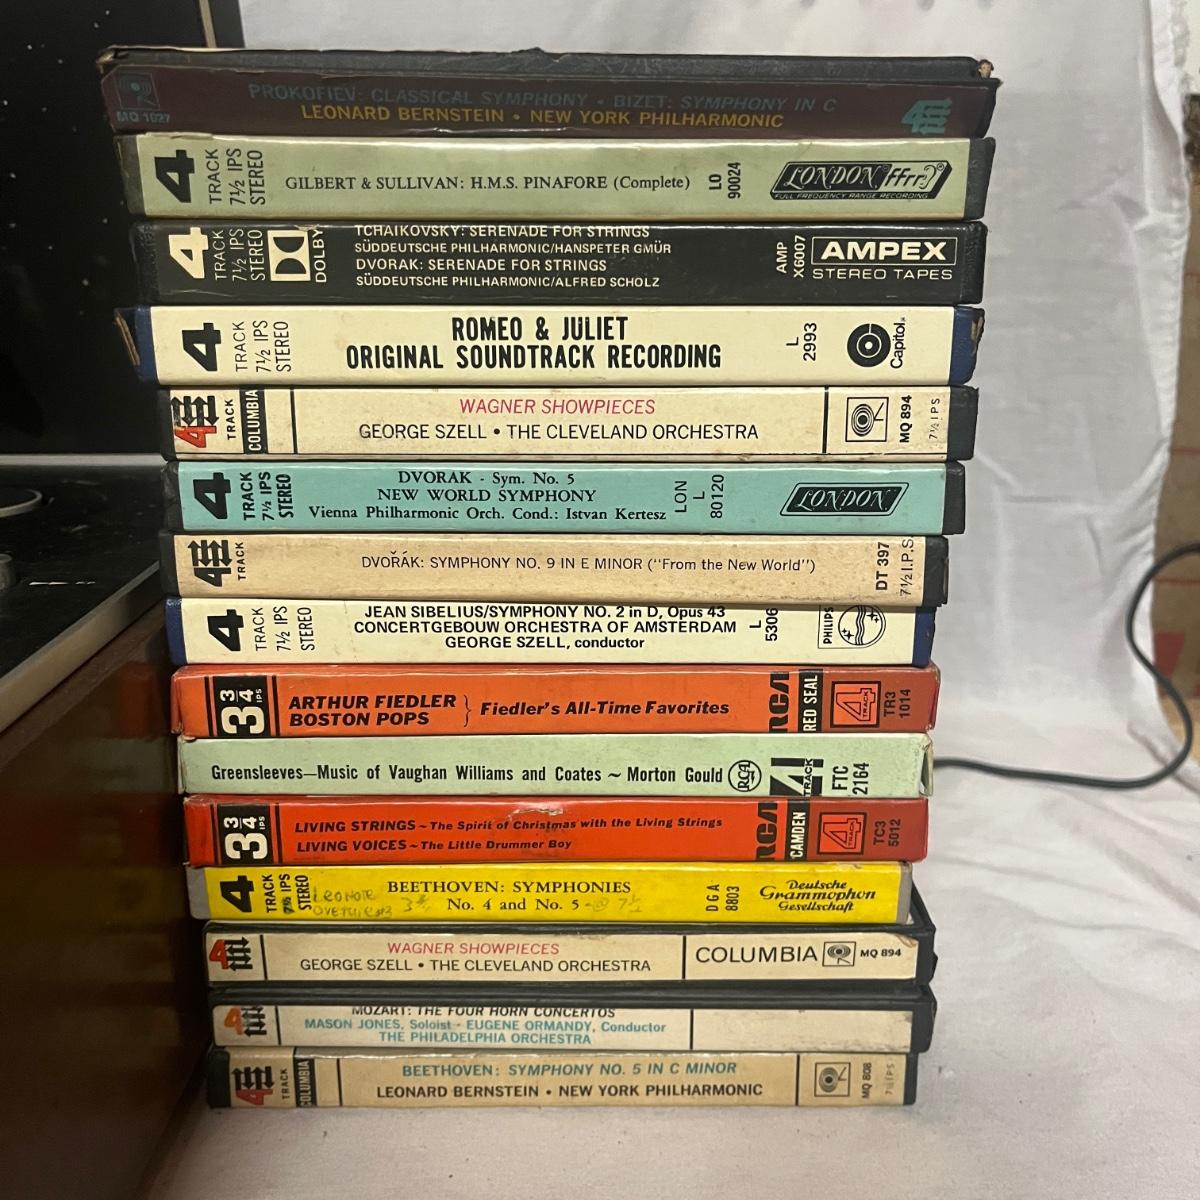 PROKOFIEV: CLASSICAL SYMPHONY • BIZET: SYMPHONY IN C
LEONARD BERNSTEIN • NEW YORK PHILHARMONIC
MQ 1027
4
4
TRACK
7½ IPS
STEREO
GILBERT & SULLIVAN: H.M.S. PINAFORE (Complete)
LO
90024
LONDON ffrr
FULL FREQUENCY RANGE RECORDING
4
TRACK
7½ IPS
STEREO
DOLBY
TCHAIKOVSKY: SERENADE FOR STRINGS
SÜDDEUTSCHE PHILHARMONIC/HANSPETER GMÜR
DVORAK: SERENADE FOR STRINGS
SÜDDEUTSCHE PHILHARMONIC/ALFRED SCHOLZ
AMP
X6007
AMPEX
STEREO TAPES
4
TRACK
7½ IPS
STEREO
ROMEO & JULIET
ORIGINAL SOUNDTRACK RECORDING
L
2993
Capitol
4
TRACK
COLUMBIA
WAGNER SHOWPIECES
GEORGE SZELL • THE CLEVELAND ORCHESTRA
MQ 894
7½ IPS
4
TRACK
7½ IPS
STEREO
DVORAK - Sym. No. 5
NEW WORLD SYMPHONY
Vienna Philharmonic Orch. Cond.: Istvan Kertesz
LON
L
80120
LONDON
4
TRACK
DVOŘÁK: SYMPHONY NO. 9 IN E MINOR ("From the New World")
DT 397
7½ I.P.S.
4
TRACK
7½ IPS
STEREO
JEAN SIBELIUS/SYMPHONY NO. 2 in D, Opus 43
CONCERTGEBOUW ORCHESTRA OF AMSTERDAM
GEORGE SZELL, conductor
L
5306
PHILIPS
3¾ IPS
ARTHUR FIEDLER
BOSTON POPS
Fiedler's All-Time Favorites
RCA
RED SEAL
4
TRACK
TR3
1014
Greensleeves—Music of Vaughan Williams and Coates ~ Morton Gould
RCA
4
TRACK
FTC
2164
3¾ IPS
LIVING STRINGS ~ The Spirit of Christmas with the Living Strings
LIVING VOICES ~ The Little Drummer Boy
RCA
CAMDEN
4
TRACK
TC3
5012
4
TRACK
7½ IPS
STEREO
BEETHOVEN: SYMPHONIES
No. 4 and No. 5
DGA
8803
Deutsche
Grammophon
Gesellschaft
4
WAGNER SHOWPIECES
GEORGE SZELL • THE CLEVELAND ORCHESTRA
COLUMBIA
MQ 894
4
MOZART: THE FOUR HORN CONCERTOS
MASON JONES, Soloist - EUGENE ORMANDY, Conductor
THE PHILADELPHIA ORCHESTRA
4
TRACK
COLUMBIA
BEETHOVEN: SYMPHONY NO. 5 IN C MINOR
LEONARD BERNSTEIN • NEW YORK PHILHARMONIC
MQ 808
7½ IPS